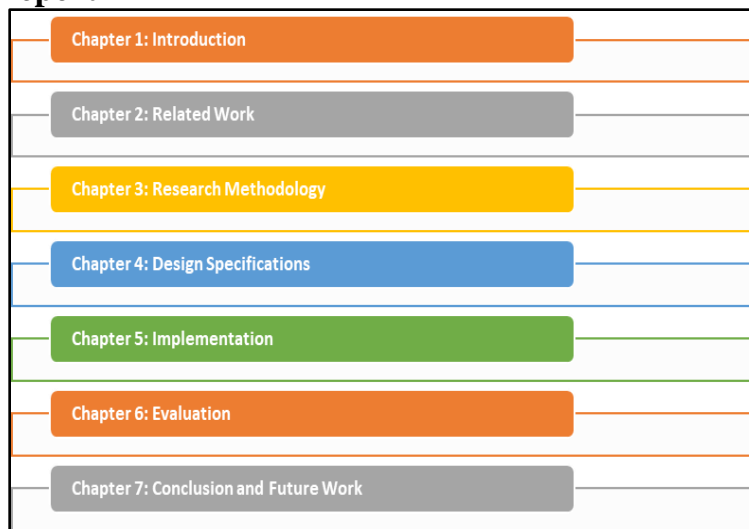 Chapter 1: Introduction
Chapter 2: Related Work
Chapter 3: Research Methodology
Chapter 4: Design Specifications
Chapter 5: Implementation
Chapter 6: Evaluation
Chapter 7: Conclusion and Future Work